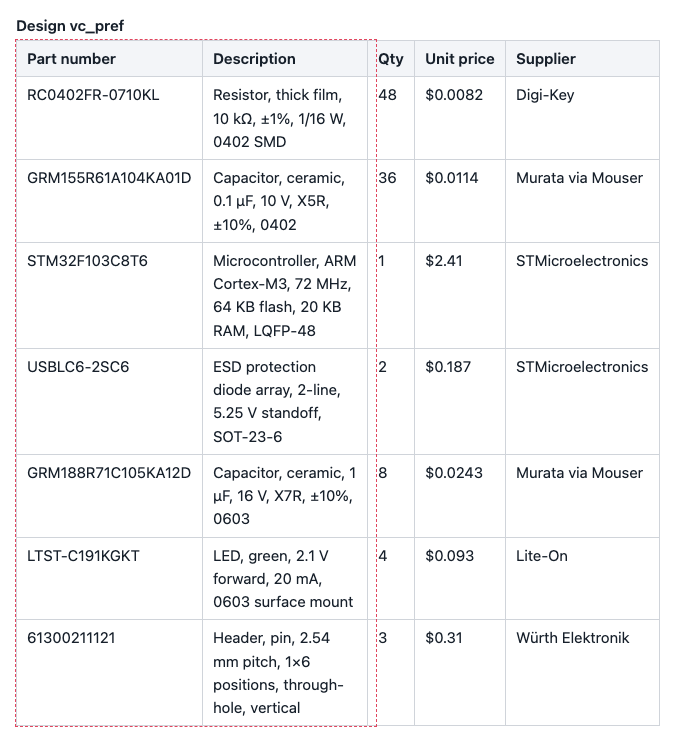 Design vc_pref
Part number Description Qty Unit price Supplier
RC0402FR-0710KL Resistor, thick film, 48 $0.0082 Digi-Key
10 kΩ, ±1%, 1/16 W,
0402 SMD
GRM155R61A104KA01D Capacitor, ceramic, 36 $0.0114 Murata via Mouser
0.1 µF, 10 V, X5R,
±10%, 0402
STM32F103C8T6 Microcontroller, ARM 1 $2.41 STMicroelectronics
Cortex-M3, 72 MHz,
64 KB flash, 20 KB
RAM, LQFP-48
USBLC6-2SC6 ESD protection 2 $0.187 STMicroelectronics
diode array, 2-line,
5.25 V standoff,
SOT-23-6
GRM188R71C105KA12D Capacitor, ceramic, 1 8 $0.0243 Murata via Mouser
µF, 16 V, X7R, ±10%,
0603
LTST-C191KGKT LED, green, 2.1 V 4 $0.093 Lite-On
forward, 20 mA,
0603 surface mount
61300211121 Header, pin, 2.54 3 $0.31 Würth Elektronik
mm pitch, 1×6
positions, through-
hole, vertical